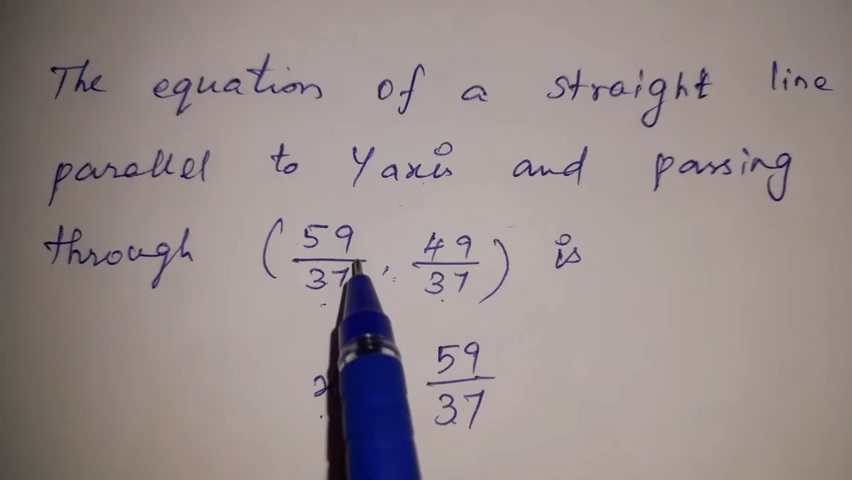 The equation of a straight line
parallel to Y axis and passing
through (59/37, 49/37) is
59/37